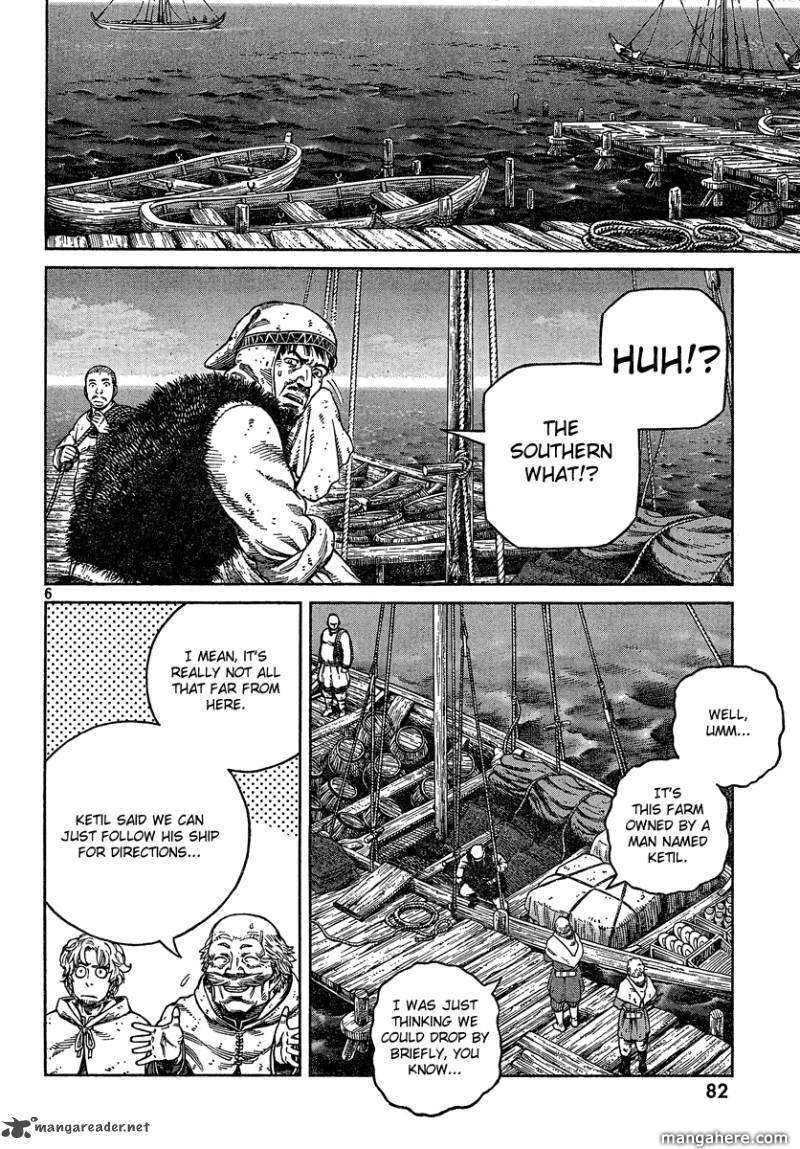 HUH!?
THE
SOUTHERN
WHAT!?
6
WELL,
UMM...
IT'S
THIS FARM
OWNED BY A
MAN NAMED
KETIL.
I WAS JUST
THINKING WE
COULD DROP BY
BRIEFLY, YOU
KNOW...
I MEAN, IT'S
REALLY NOT ALL
THAT FAR FROM
HERE.
KETIL SAID WE CAN
JUST FOLLOW HIS SHIP
FOR DIRECTIONS...
82
mangareader.net
mangahere.com